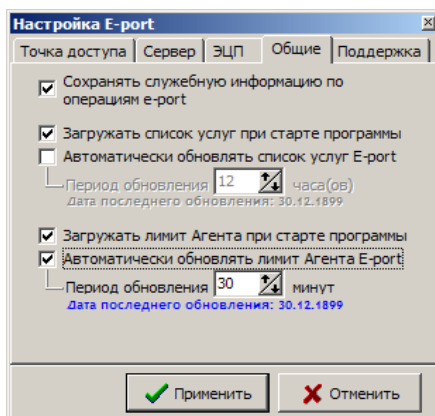 Настройка E-port
Точка доступа Сервер ЭЦП Общие Поддержка
Сохранять служебную информацию по
операциям e-port
Загружать список услуг при старте программы
Автоматически обновлять список услуг E-port
Период обновления 12 часа(ов)
Дата последнего обновления: 30.12.1899
Загружать лимит Агента при старте программы
Автоматически обновлять лимит Агента E-port
Период обновления 30 минут
Дата последнего обновления: 30.12.1899
Применить Отменить